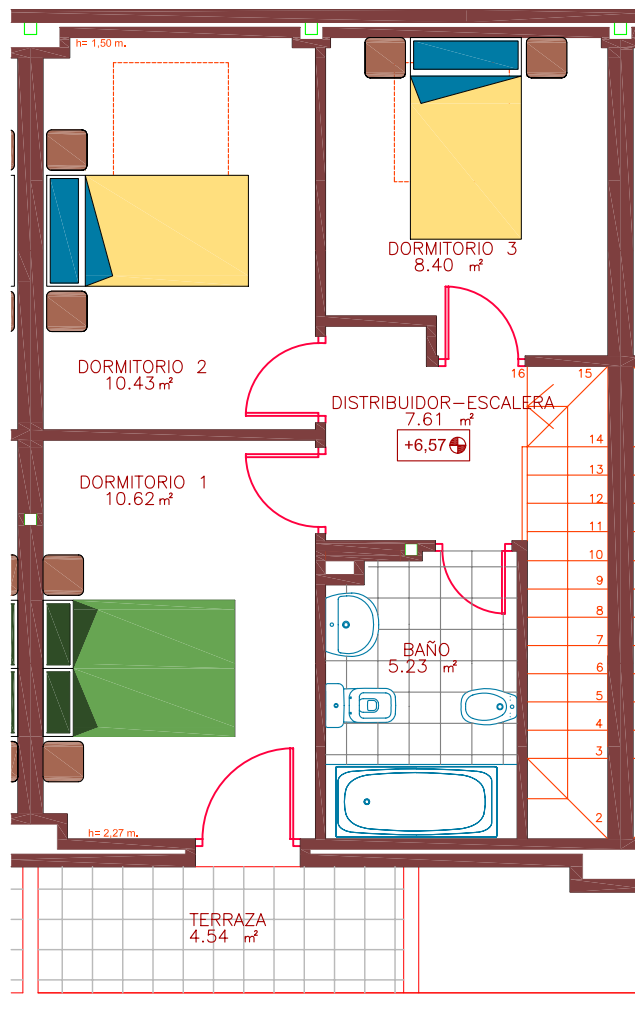 h= 1,50 m.
DORMITORIO 3
8.40 m²
DORMITORIO 2
10.43 m²
16
15
DISTRIBUIDOR-ESCALERA
7.61 m²
+6,57
14
13
12
11
10
9
8
7
6
5
4
3
2
DORMITORIO 1
10.62 m²
BAÑO
5.23 m²
h= 2,27 m.
TERRAZA
4.54 m²